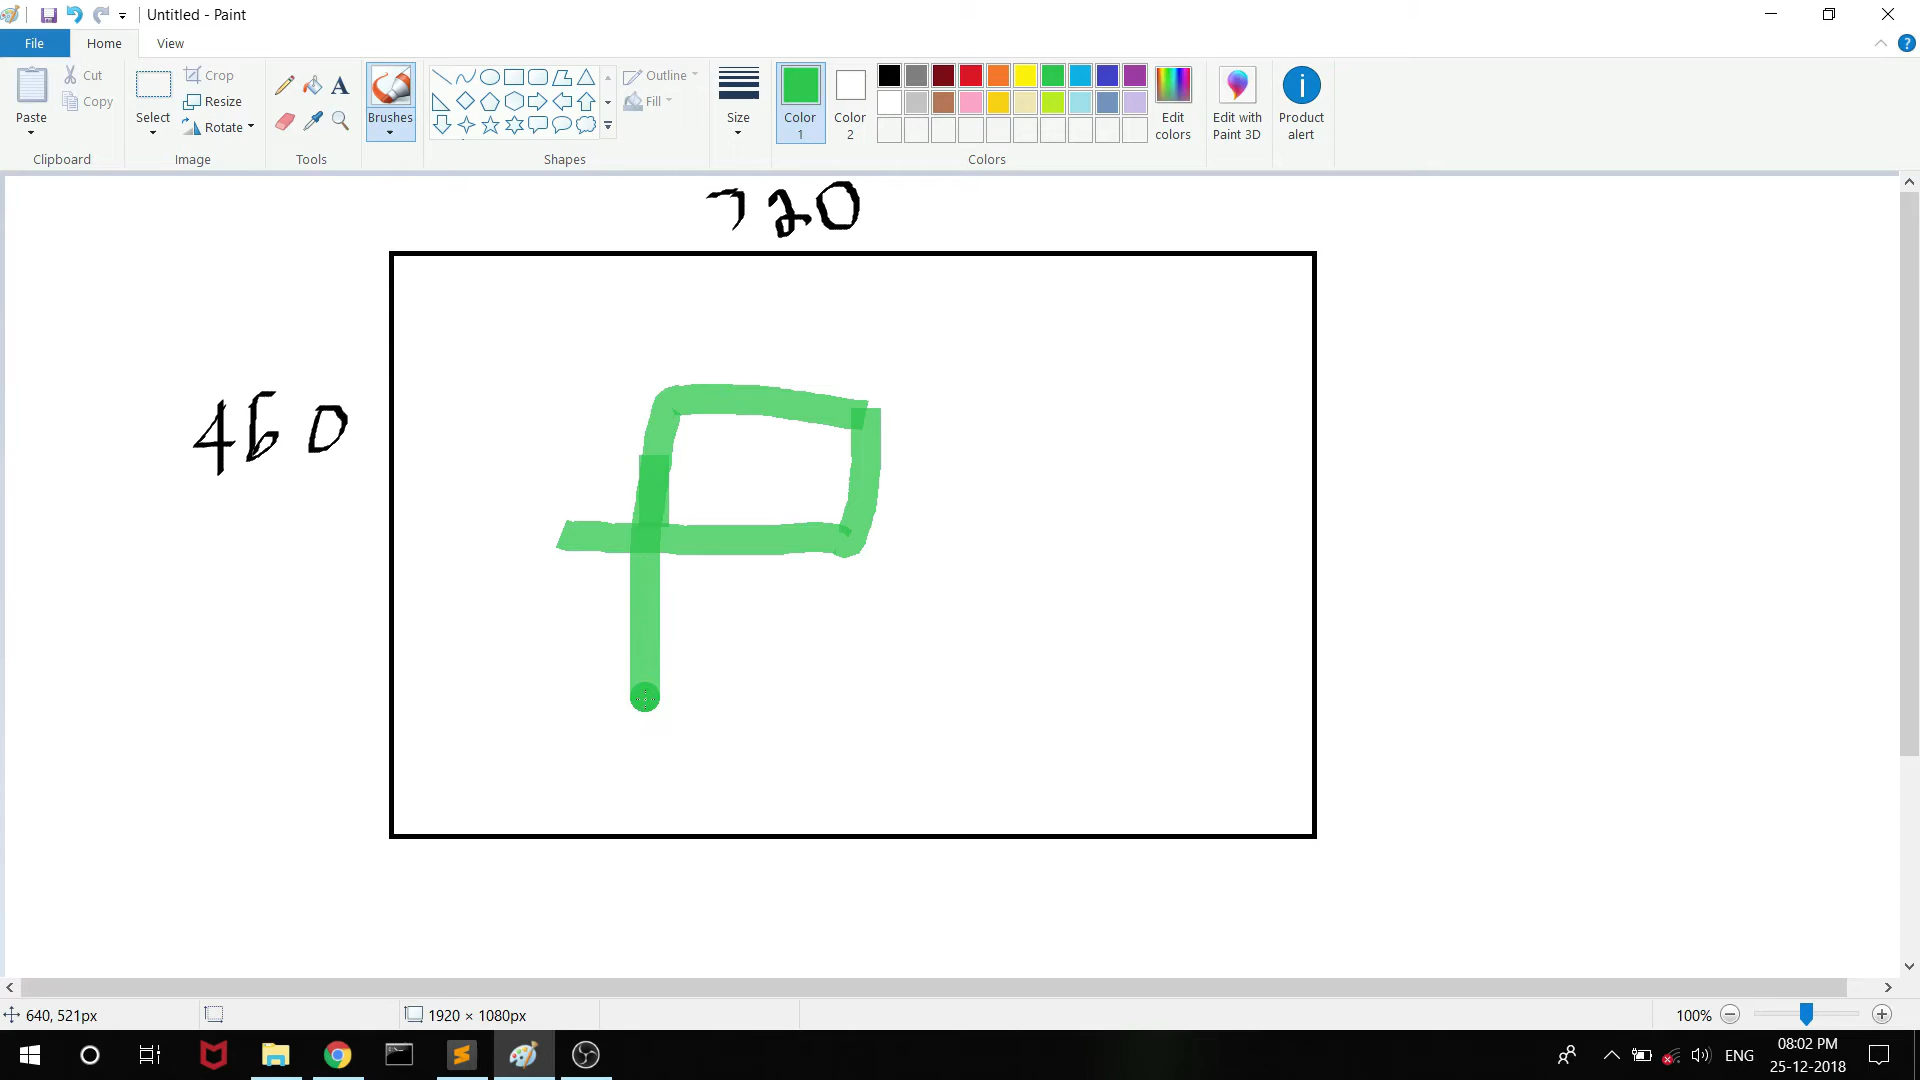 Untitled - Paint
File Home View
Paste
Cut
Copy
Clipboard
Select
Crop
Resize
Rotate
Image
Tools
Brushes
Shapes
Outline
Fill
Size
Color 1
Color 2
Edit colors
Colors
Edit with Paint 3D
Product alert
720
460
P
640, 521px
1920 × 1080px
100%
ENG
08:02 PM
25-12-2018